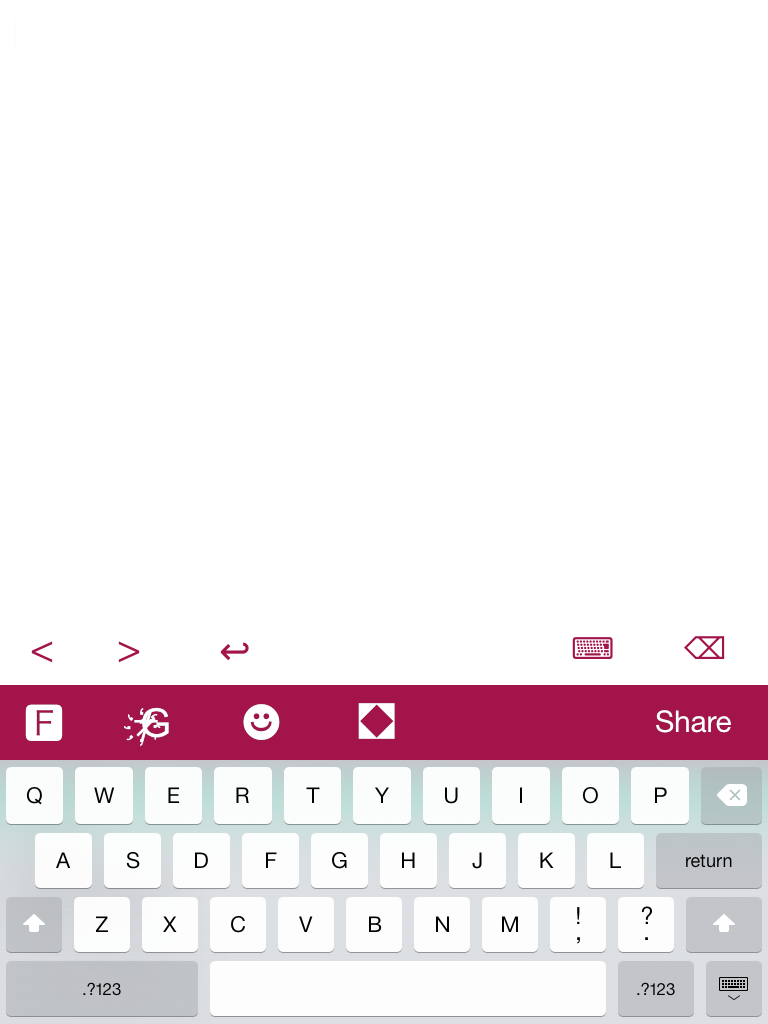 < > ↩ ⌨ ⌫
F G Share
Q W E R T Y U I O P
A S D F G H J K L return
Z X C V B N M ! , ? .
.?123 .?123